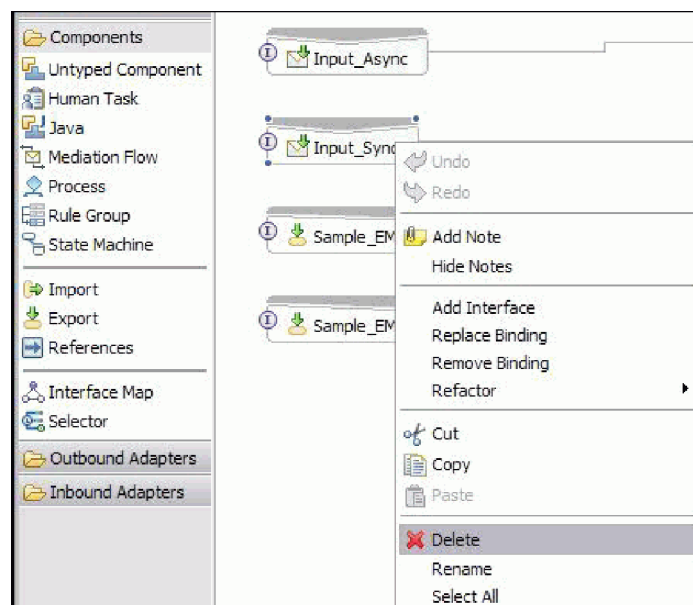 Components
Untyped Component
Human Task
Java
Mediation Flow
Process
Rule Group
State Machine
Import
Export
References
Interface Map
Selector
Outbound Adapters
Inbound Adapters
I Input_Async
I Input_Sync
I Sample_EM
I Sample_EM
Undo
Redo
Add Note
Hide Notes
Add Interface
Replace Binding
Remove Binding
Refactor
Cut
Copy
Paste
Delete
Rename
Select All